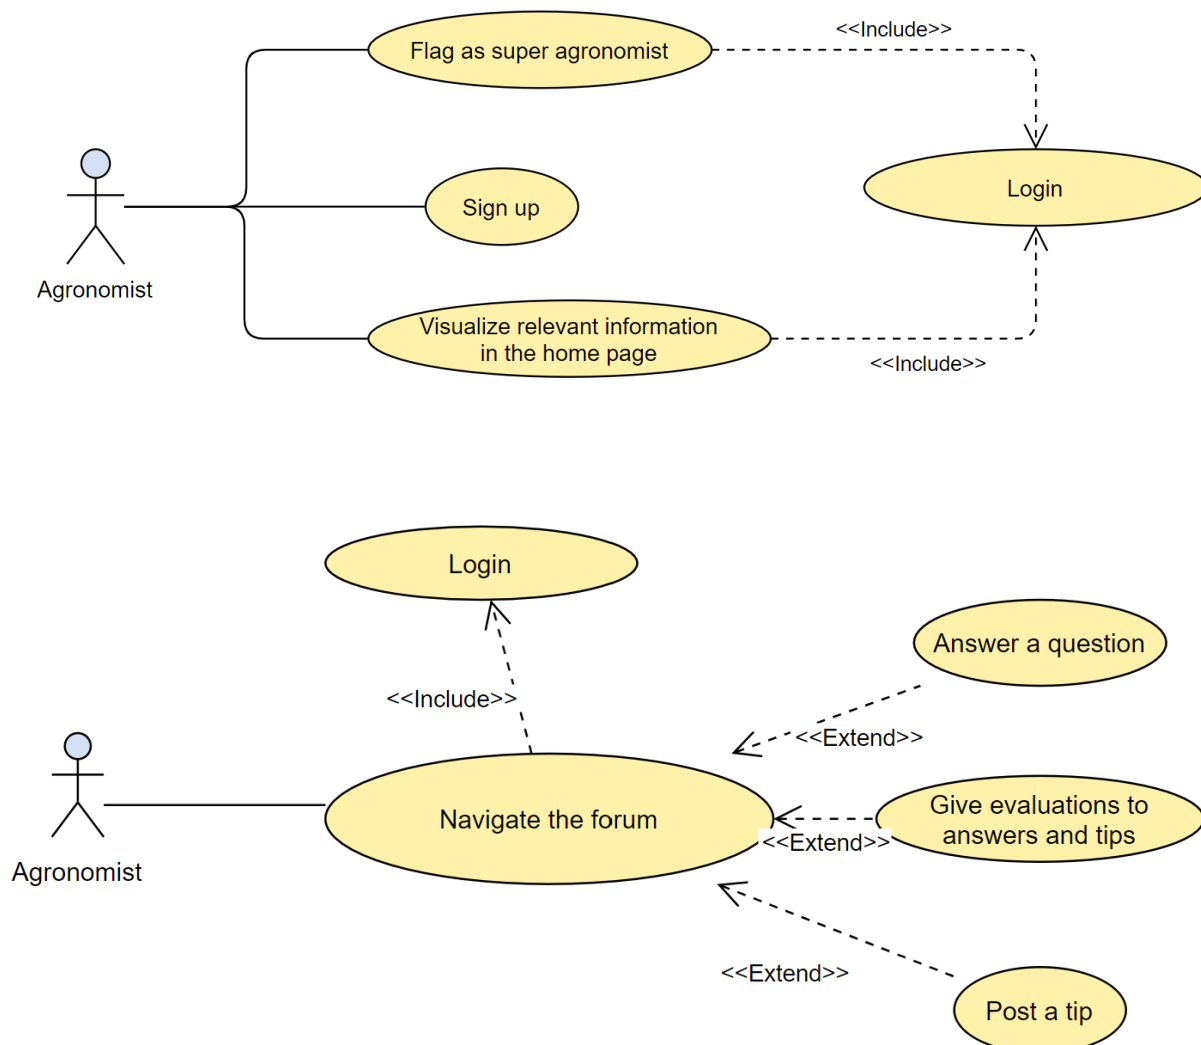 <<Include>>
Flag as super agronomist
Login
Sign up
Agronomist
Visualize relevant information
in the home page
<<Include>>
Login
Answer a question
<<Include>>
<<Extend>>
Navigate the forum
Give evaluations to
answers and tips
<<Extend>>
Agronomist
<<Extend>>
Post a tip